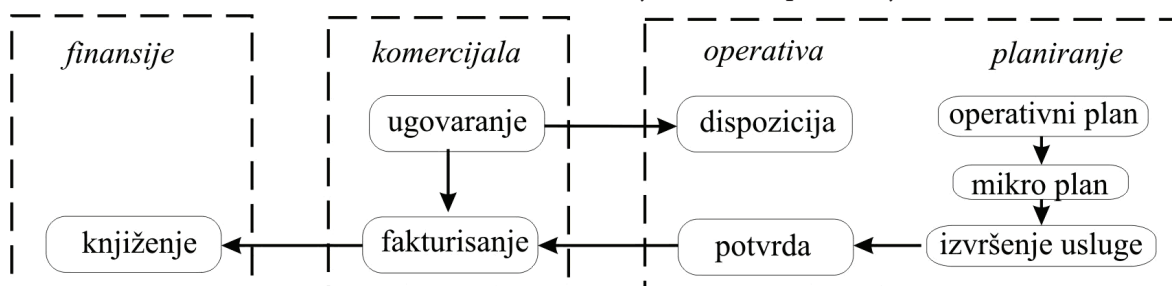 finansije
komercijala
operativa
planiranje
ugovaranje
dispozicija
operativni plan
mikro plan
knjiženje
fakturisanje
potvrda
izvršenje usluge